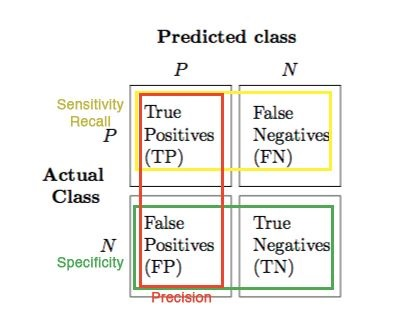 Predicted class
P N
Sensitivity
Recall
P
True
Positives
(TP)
False
Negatives
(FN)
Actual
Class
N
Specificity
False
Positives
(FP)
True
Negatives
(TN)
Precision